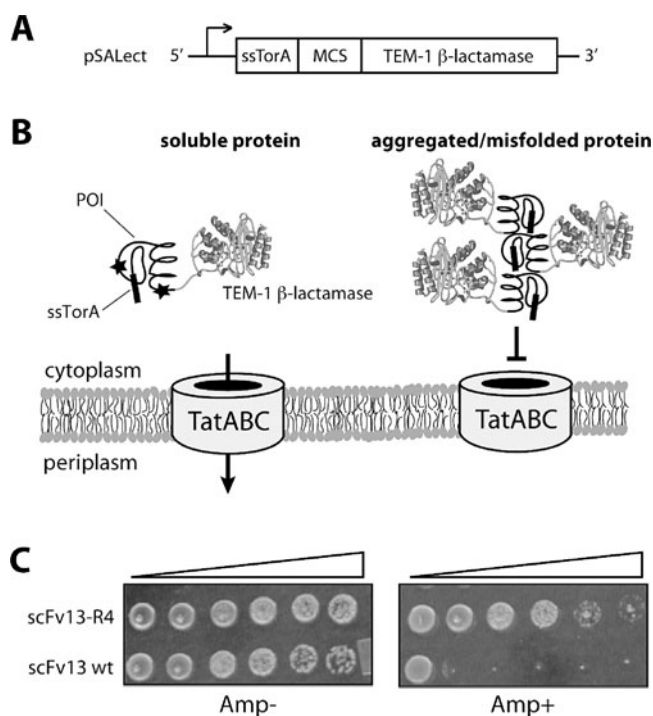 A
pSALect 5′ ssTorA MCS TEM-1 β-lactamase 3′
B
soluble protein aggregated/misfolded protein
POI
ssTorA
TEM-1 β-lactamase
cytoplasm
TatABC TatABC
periplasm
C
scFv13-R4
scFv13 wt
Amp- Amp+